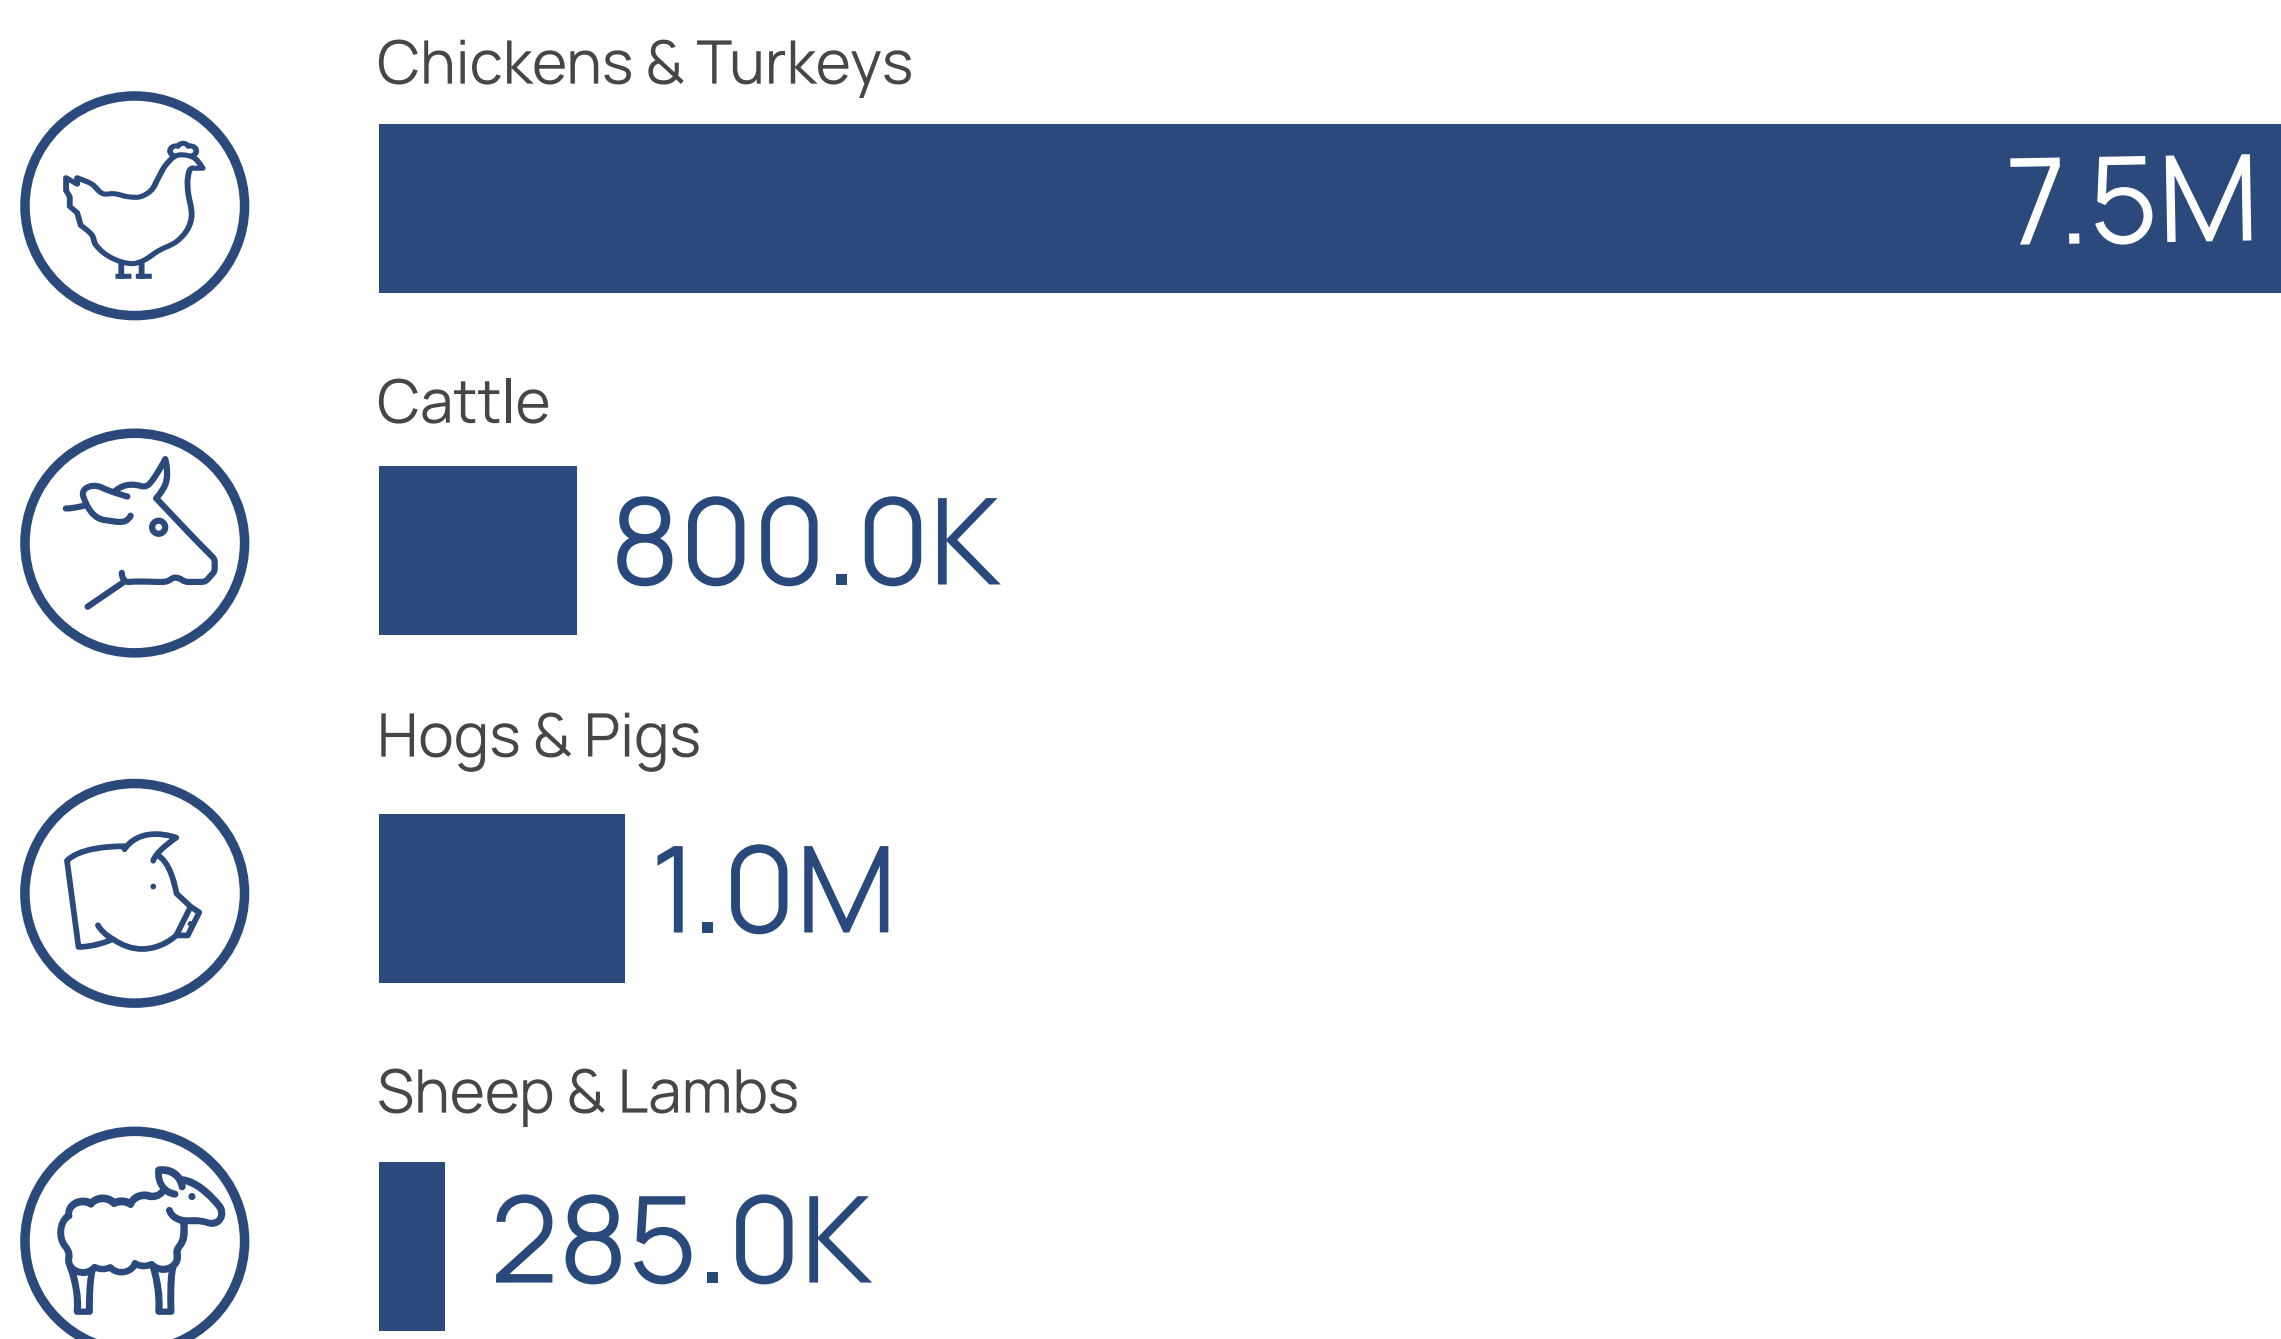 Chickens & Turkeys
7.5M
Cattle
800.0K
Hogs & Pigs
1.0M
Sheep & Lambs
285.0K